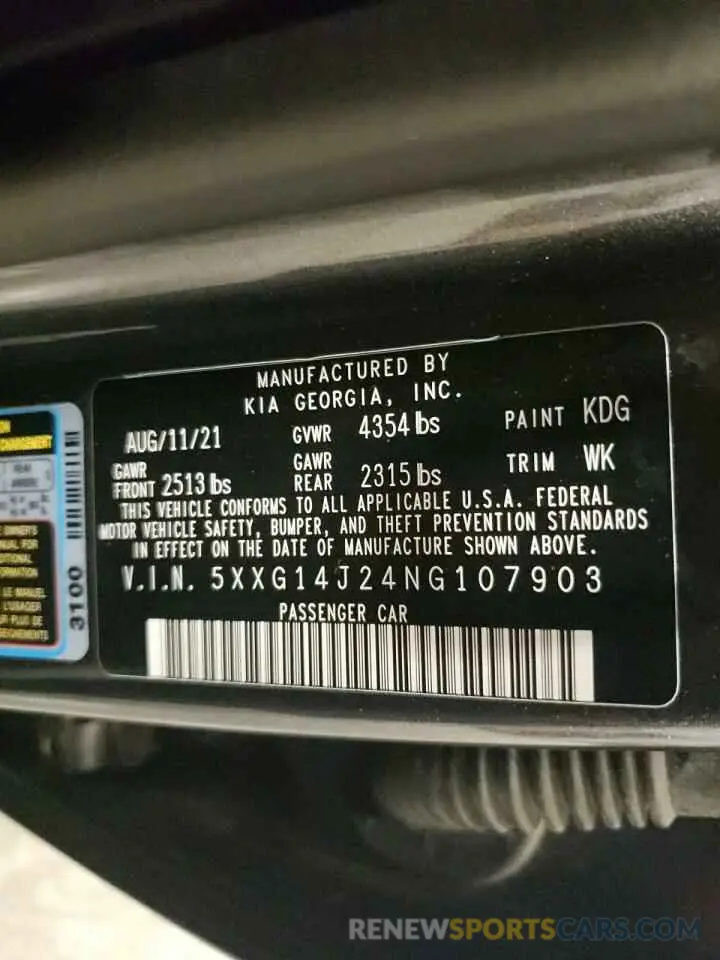 MANUFACTURED BY
KIA GEORGIA, INC.
AUG/11/21 GVWR 4354 lbs PAINT KDG
GAWR FRONT 2513 lbs GAWR REAR 2315 lbs TRIM WK
THIS VEHICLE CONFORMS TO ALL APPLICABLE U.S.A. FEDERAL
MOTOR VEHICLE SAFETY, BUMPER, AND THEFT PREVENTION STANDARDS
IN EFFECT ON THE DATE OF MANUFACTURE SHOWN ABOVE.
V.I.N. 5XXG14J24NG107903
PASSENGER CAR
3100
RENEWSPORTSCARS.COM